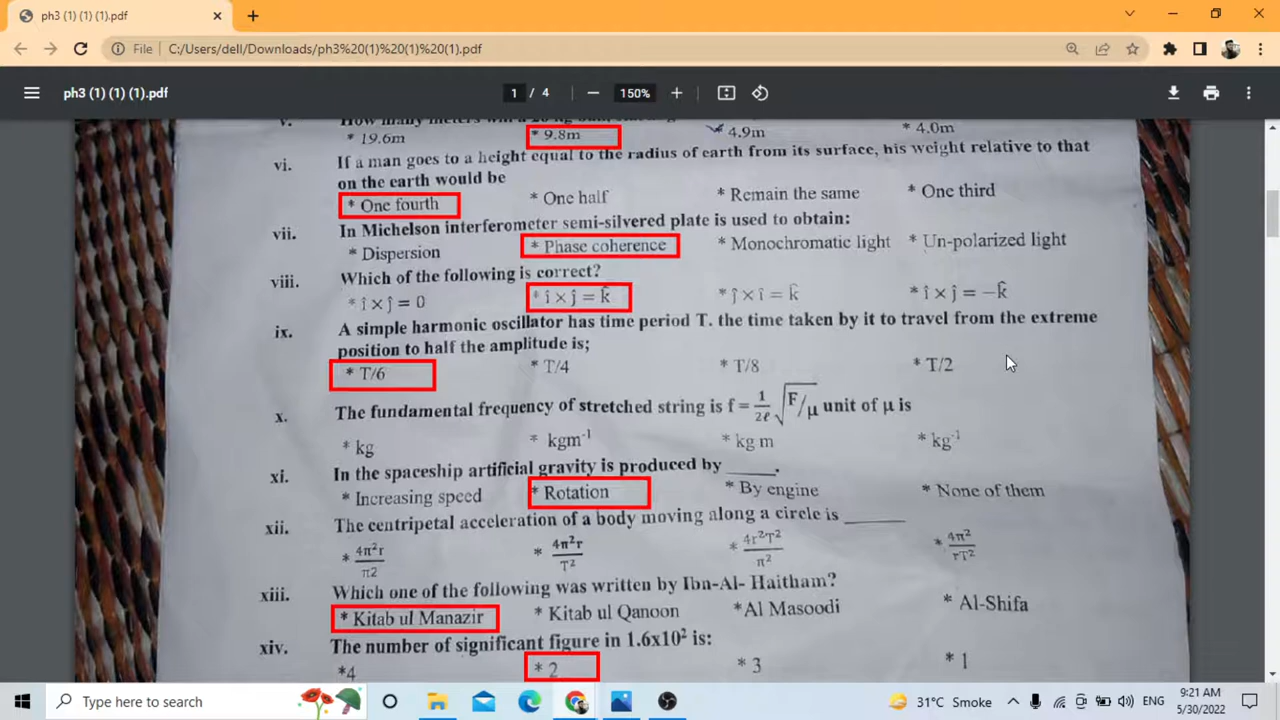 ph3 (1) (1) (1).pdf
File C:/Users/dell/Downloads/ph3%20(1)%20(1)%20(1).pdf
ph3 (1) (1) (1).pdf 1 / 4 150%
v.
* 19.6m * 9.8m 4.9m * 4.0m
vi. If a man goes to a height equal to the radius of earth from its surface, his weight relative to that
on the earth would be
* One fourth * One half * Remain the same * One third
vii. In Michelson interferometer semi-silvered plate is used to obtain:
* Dispersion * Phase coherence * Monochromatic light * Un-polarized light
viii. Which of the following is correct?
* î × ĵ = 0 * î × ĵ = k̂ * ĵ × î = k̂ * î × ĵ = −k̂
ix. A simple harmonic oscillator has time period T. the time taken by it to travel from the extreme
position to half the amplitude is;
* T/6 * T/4 * T/8 * T/2
x. The fundamental frequency of stretched string is f = 1/2ℓ √F/μ unit of μ is
* kg * kgm⁻¹ * kg m * kg⁻¹
xi. In the spaceship artificial gravity is produced by _____.
* Increasing speed * Rotation * By engine * None of them
xii. The centripetal acceleration of a body moving along a circle is ______
* 4π²r/π2 * 4π²r/T² * 4r²T²/π² * 4π²/rT²
xiii. Which one of the following was written by Ibn-Al- Haitham?
* Kitab ul Manazir * Kitab ul Qanoon *Al Masoodi * Al-Shifa
xiv. The number of significant figure in 1.6x10² is:
*4 * 2 * 3 * 1
Type here to search 31°C Smoke ENG 9:21 AM
5/30/2022